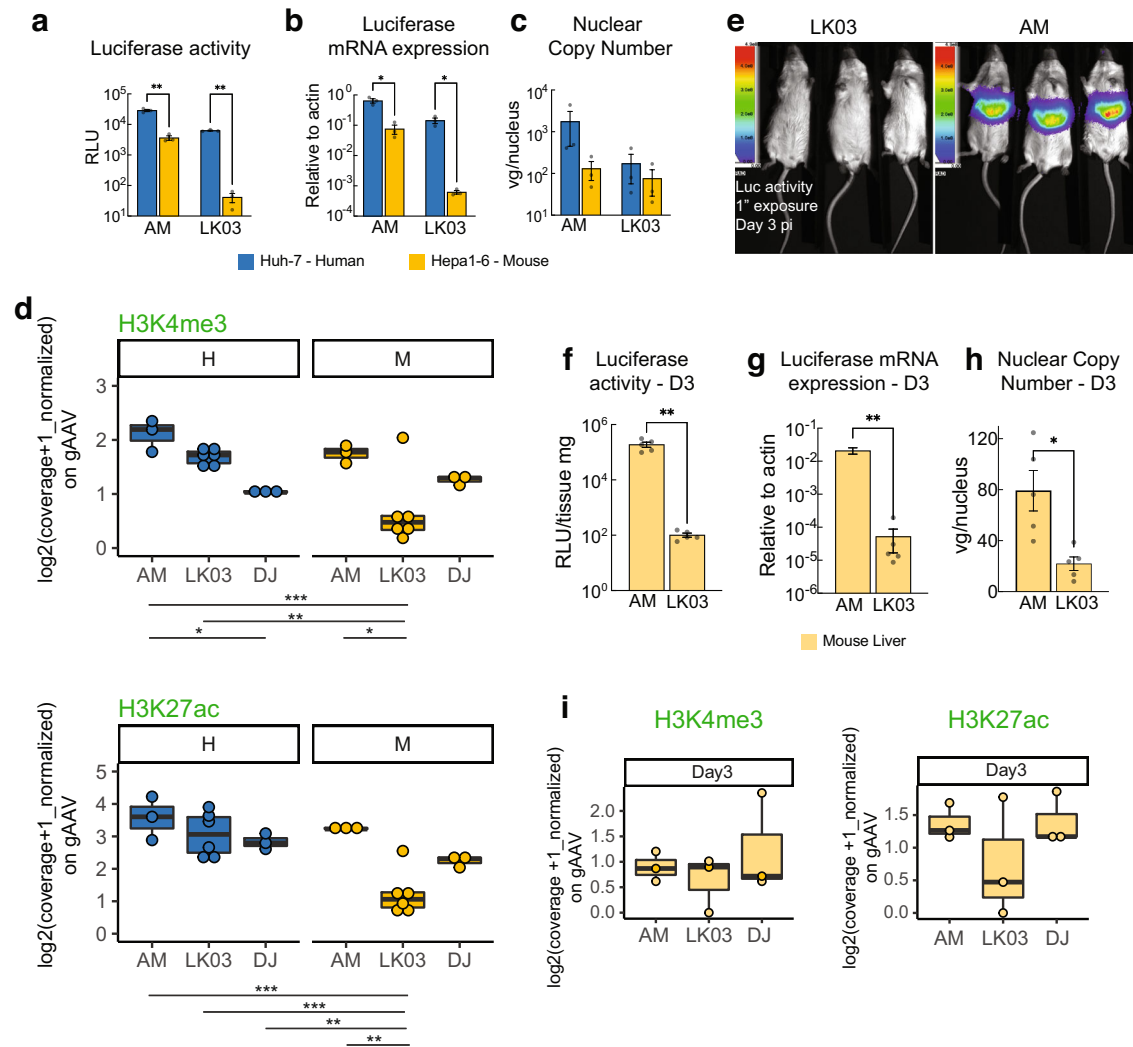 a
Luciferase activity
RLU
10^5
10^4
10^3
10^2
10^1
**
**
AM
LK03
b
Luciferase
mRNA expression
Relative to actin
10^0
10^-1
10^-2
10^-3
10^-4
*
*
AM
LK03
c
Nuclear
Copy Number
vg/nucleus
10^4
10^3
10^2
10^1
AM
LK03
Huh-7 - Human
Hepa1-6 - Mouse
e
LK03
AM
Luc activity
1" exposure
Day 3 pi
d
H3K4me3
H
M
log2(coverage+1_normalized)
on gAAV
3
2
1
0
AM LK03 DJ
AM LK03 DJ
***
**
*
*
H3K27ac
H
M
log2(coverage+1_normalized)
on gAAV
5
4
3
2
1
0
AM LK03 DJ
AM LK03 DJ
***
***
**
**
f
Luciferase
activity - D3
RLU/tissue mg
10^6
10^4
10^2
10^0
**
AM LK03
g
Luciferase mRNA
expression - D3
Relative to actin
10^-1
10^-2
10^-3
10^-4
10^-5
10^-6
**
AM LK03
h
Nuclear Copy
Number - D3
vg/nucleus
120
80
40
0
*
AM LK03
Mouse Liver
i
H3K4me3
Day3
log2(coverage +1_normalized)
on gAAV
2.0
1.5
1.0
0.5
0.0
AM LK03 DJ
H3K27ac
Day3
log2(coverage +1_normalized)
on gAAV
1.5
1.0
0.5
0.0
AM LK03 DJ